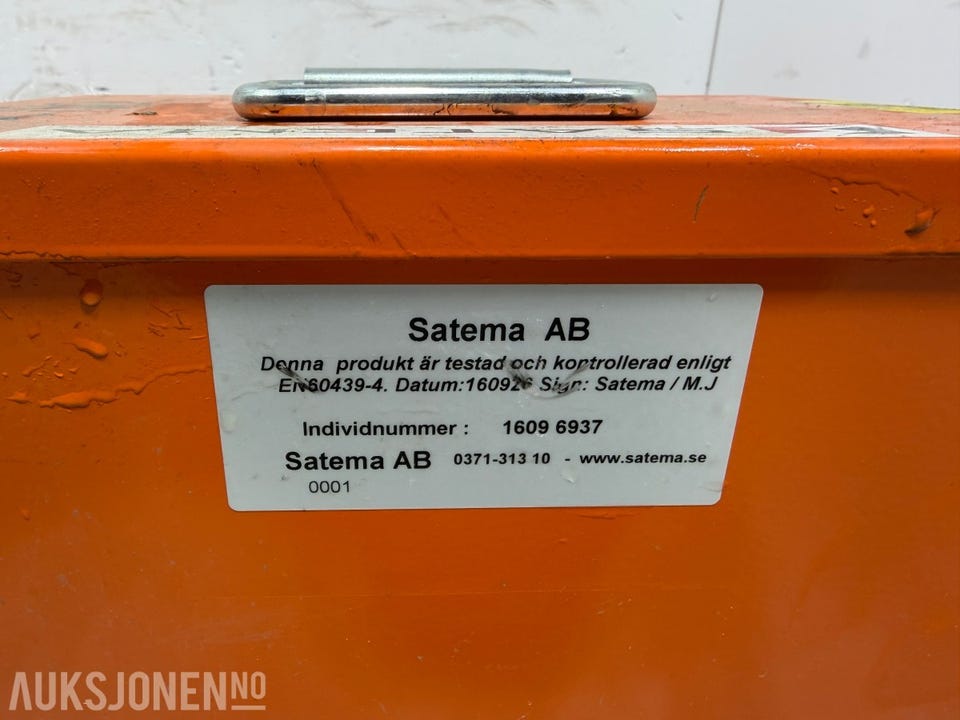 Satema AB
Denna produkt är testad och kontrollerad enligt
EN60439-4. Datum:160926 Sign: Satema / M.J
Individnummer : 1609 6937
Satema AB 0371-313 10 - www.satema.se
0001
AUKSJONEN NO